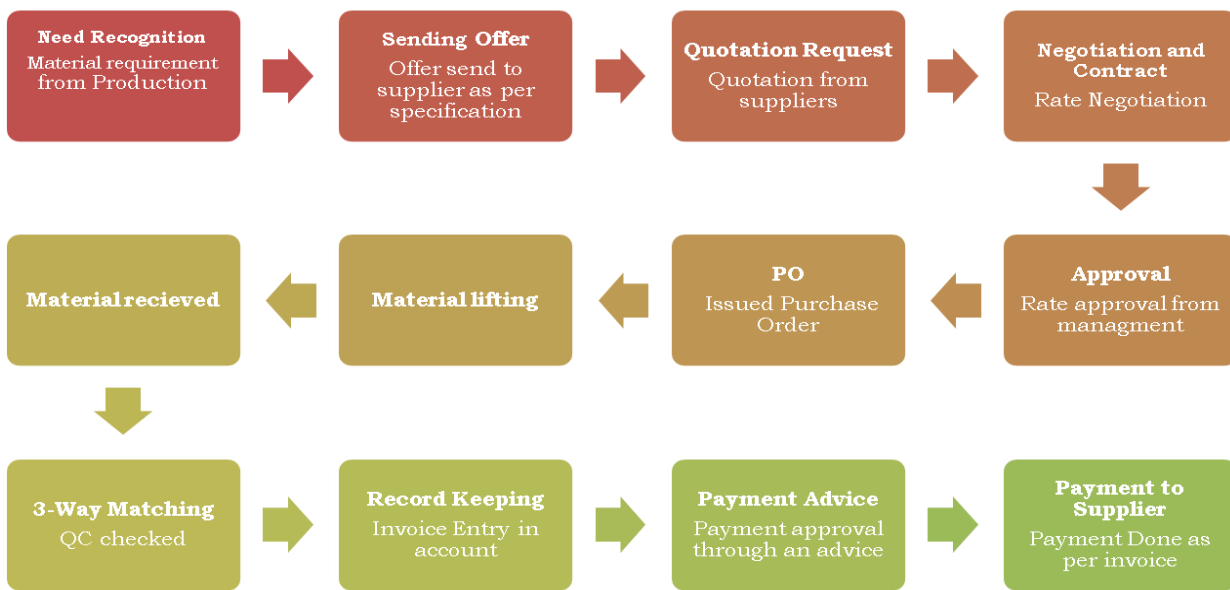 Need Recognition
Material requirement
from Production
Sending Offer
Offer send to
supplier as per
specification
Quotation Request
Quotation from
suppliers
Negotiation and
Contract
Rate Negotiation
Approval
Rate approval from
managment
PO
Issued Purchase
Order
Material lifting
Material recieved
3-Way Matching
QC checked
Record Keeping
Invoice Entry in
account
Payment Advice
Payment approval
through an advice
Payment to
Supplier
Payment Done as
per invoice